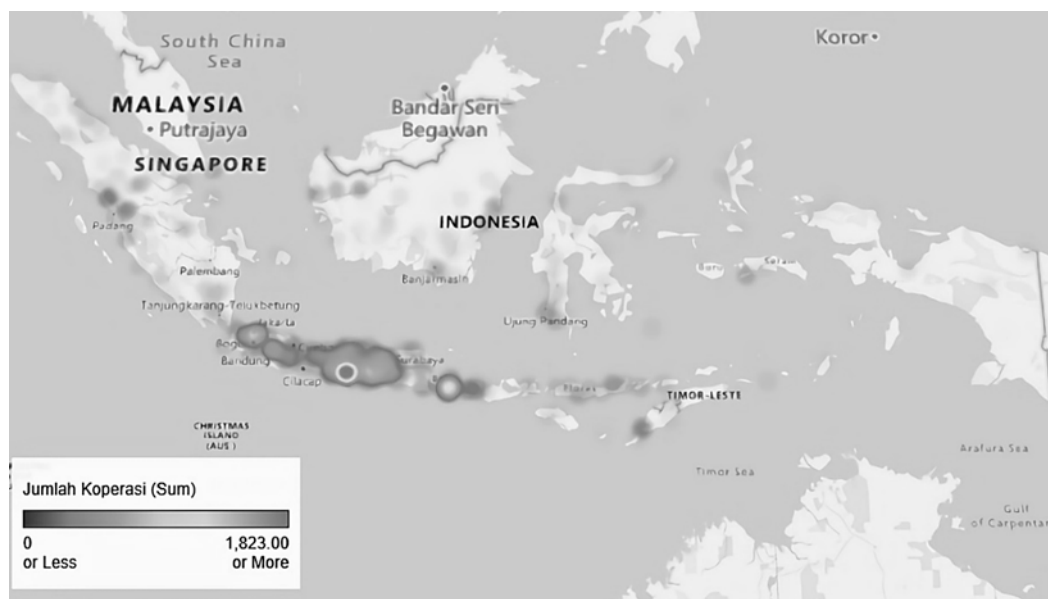 South China
Sea
Koror
MALAYSIA
Putrajaya
Bandar Seri
Begawan
SINGAPORE
INDONESIA
Padang
Palembang
Banjarmasin
Buru
Seram
Tanjungkarang-Telukbetung
Jakarta
Ujung Pandang
Bandung
Surabaya
Cilacap
Flores
TIMOR-LESTE
CHRISTMAS
ISLAND
(AUS )
Timor Sea
Arafura Sea
Gulf
of Carpentar
Jumlah Koperasi (Sum)
0
or Less
1,823.00
or More